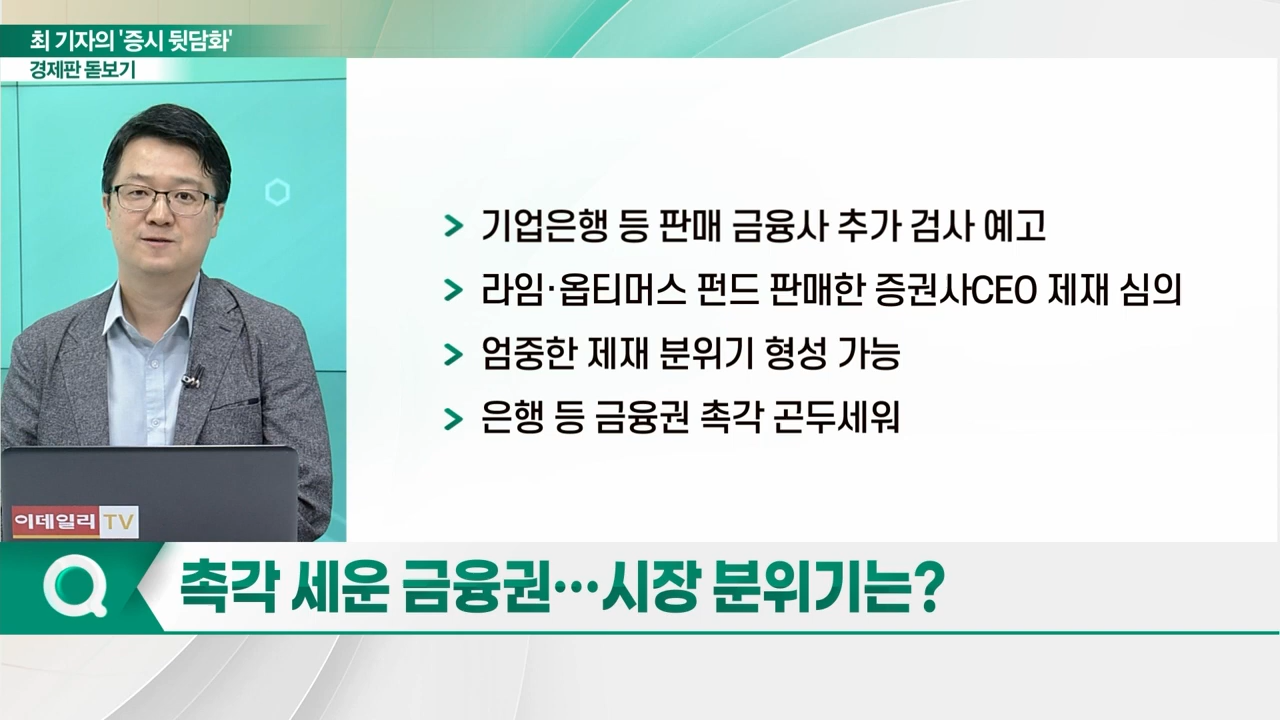 최 기자의 '증시 뒷담화'
경제판 돋보기
> 기업은행 등 판매 금융사 추가 검사 예고
> 라임·옵티머스 펀드 판매한 증권사CEO 제재 심의
> 엄중한 제재 분위기 형성 가능
> 은행 등 금융권 촉각 곤두세워
이데일리 TV
Q 촉각 세운 금융권…시장 분위기는?